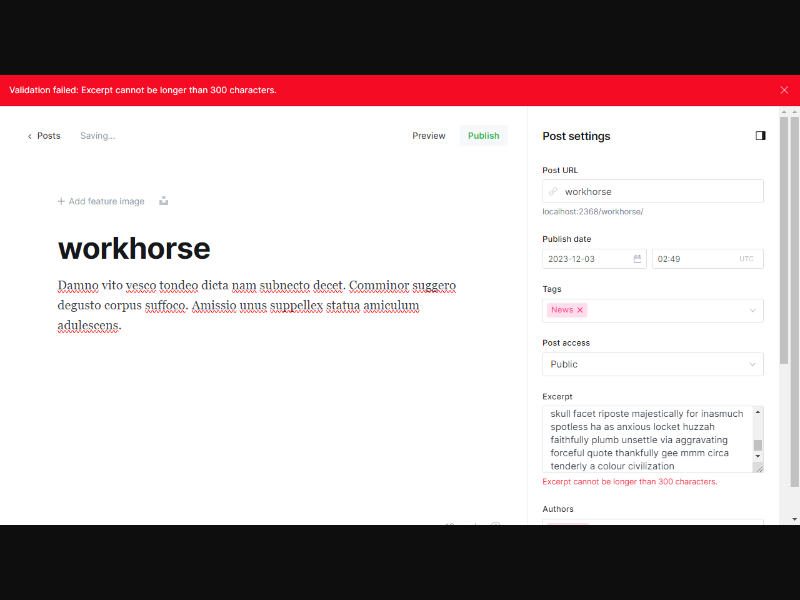 Validation failed: Excerpt cannot be longer than 300 characters.
Posts
Saving...
Preview
Publish
Add feature image
workhorse
Damno vito vesco tondeo dicta nam subnecto decet. Comminor suggero
degusto corpus suffoco. Amissio unus suppellex statua amiculum
adulescens.
Post settings
Post URL
workhorse
localhost:2368/workhorse/
Publish date
2023-12-03
02:49
UTC
Tags
News
Post access
Public
Excerpt
skull facet riposte majestically for inasmuch
spotless ha as anxious locket huzzah
faithfully plumb unsettle via aggravating
forceful quote thankfully gee mmm circa
tenderly a colour civilization
Excerpt cannot be longer than 300 characters.
Authors